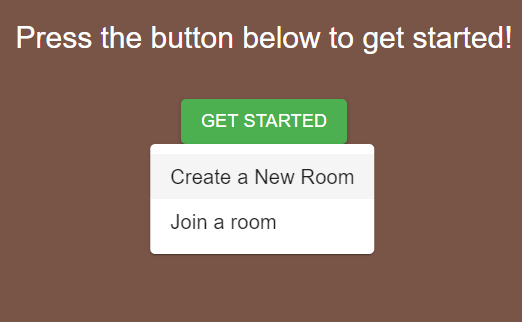 Press the button below to get started!
GET STARTED
Create a New Room
Join a room